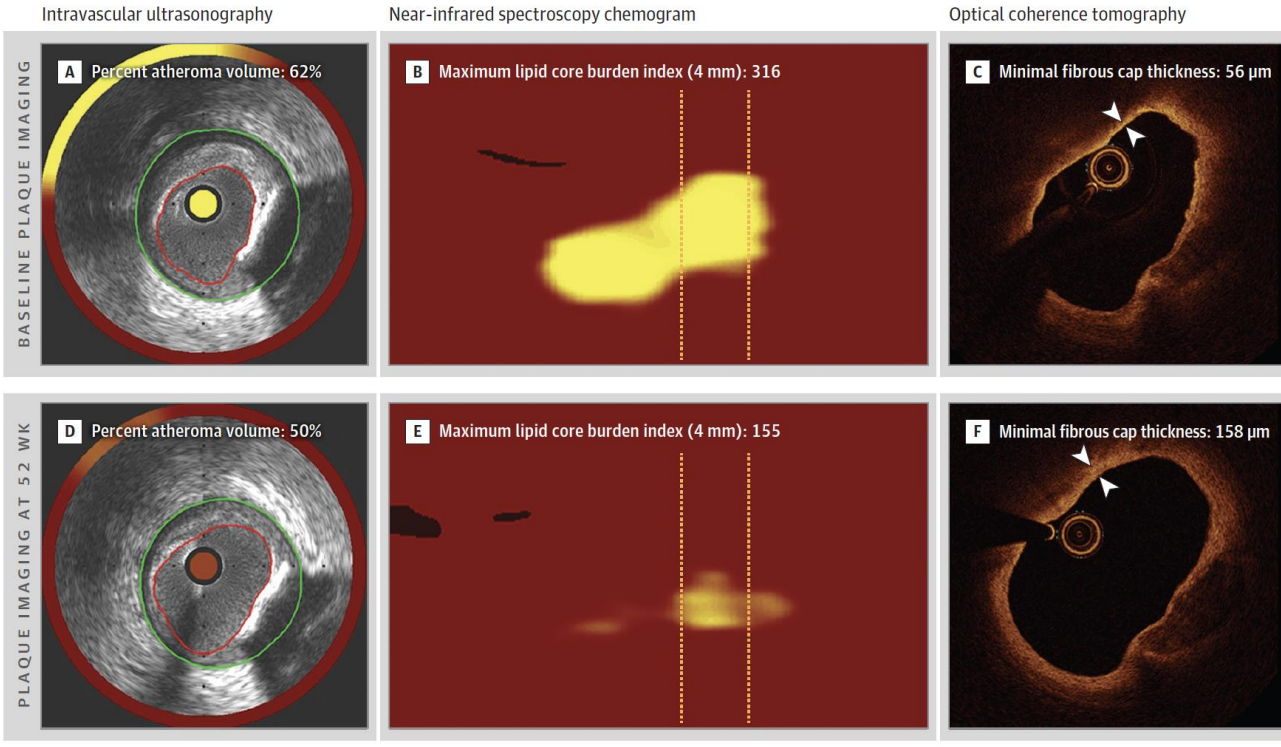 Intravascular ultrasonography
Near-infrared spectroscopy chemogram
Optical coherence tomography
BASELINE PLAQUE IMAGING
A Percent atheroma volume: 62%
B Maximum lipid core burden index (4 mm): 316
C Minimal fibrous cap thickness: 56 µm
PLAQUE IMAGING AT 52 WK
D Percent atheroma volume: 50%
E Maximum lipid core burden index (4 mm): 155
F Minimal fibrous cap thickness: 158 µm